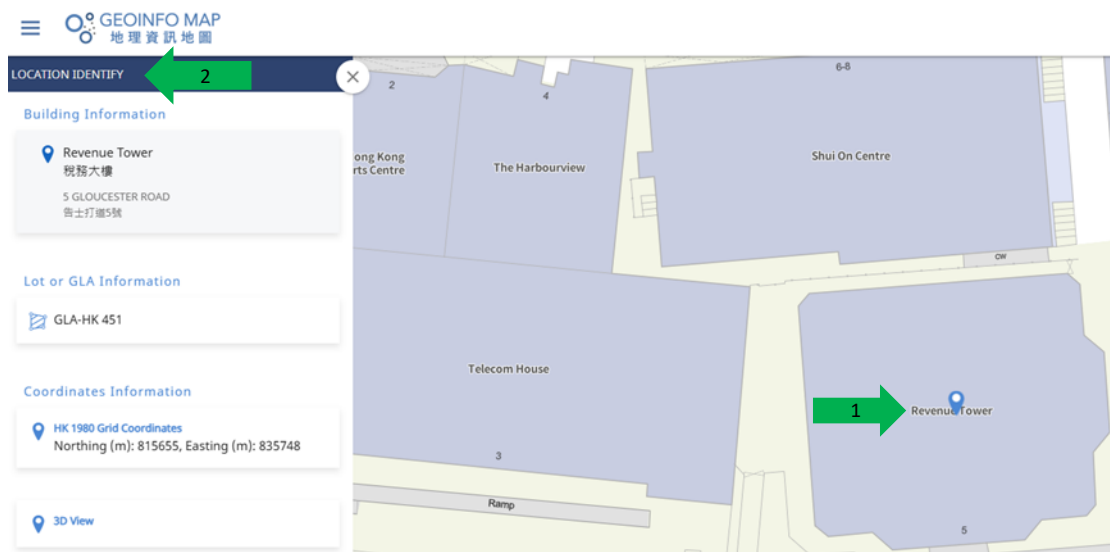 GEOINFO MAP
地理資訊地圖
LOCATION IDENTIFY
2
Building Information
Revenue Tower
稅務大樓
5 GLOUCESTER ROAD
告士打道5號
Lot or GLA Information
GLA-HK 451
Coordinates Information
HK 1980 Grid Coordinates
Northing (m): 815655, Easting (m): 835748
3D View
2
4
6-8
ong Kong
rts Centre
The Harbourview
Shui On Centre
CW
Telecom House
1
Revenue Tower
3
Ramp
5